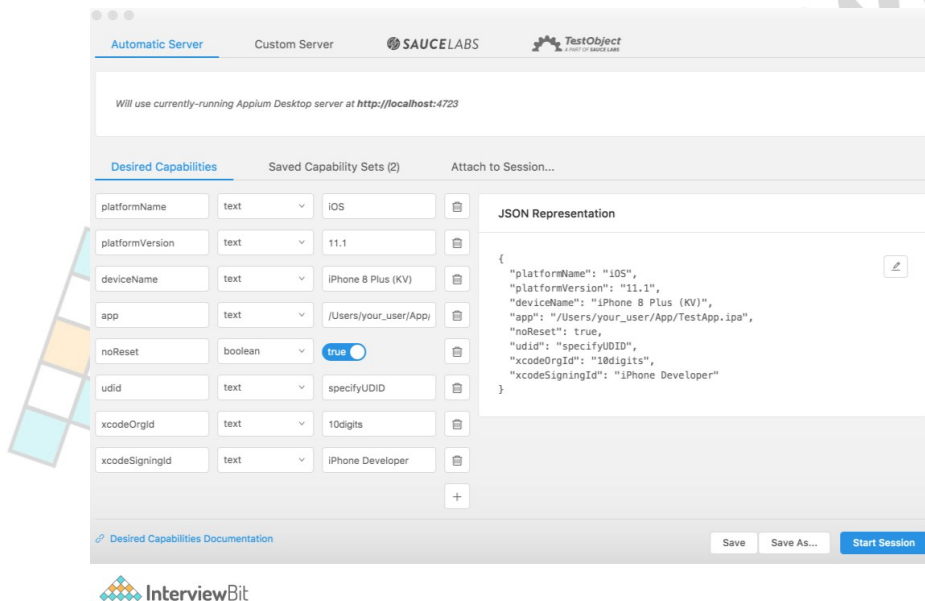 Automatic Server Custom Server SAUCELABS TestObject
A PART OF SAUCE LABS
Will use currently-running Appium Desktop server at http://localhost:4723
Desired Capabilities Saved Capability Sets (2) Attach to Session...
platformName text iOS
platformVersion text 11.1
deviceName text iPhone 8 Plus (KV)
app text /Users/your_user/App/
noReset boolean true
udid text specifyUDID
xcodeOrgId text 10digits
xcodeSigningId text iPhone Developer
+
JSON Representation
{
"platformName": "iOS",
"platformVersion": "11.1",
"deviceName": "iPhone 8 Plus (KV)",
"app": "/Users/your_user/App/TestApp.ipa",
"noReset": true,
"udid": "specifyUDID",
"xcodeOrgId": "10digits",
"xcodeSigningId": "iPhone Developer"
}
Desired Capabilities Documentation Save Save As... Start Session
InterviewBit